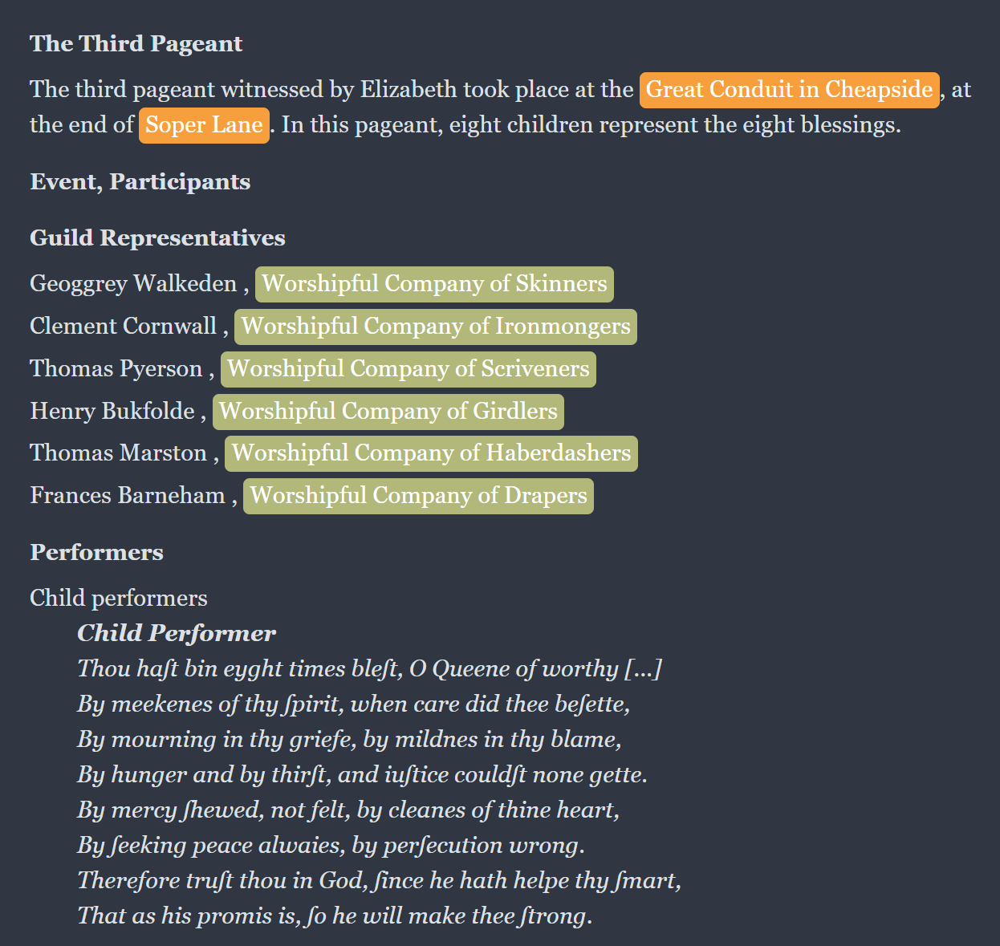 The Third Pageant
The third pageant witnessed by Elizabeth took place at the Great Conduit in Cheapside, at
the end of Soper Lane. In this pageant, eight children represent the eight blessings.
Event, Participants
Guild Representatives
Geoggrey Walkeden , Worshipful Company of Skinners
Clement Cornwall , Worshipful Company of Ironmongers
Thomas Pyerson , Worshipful Company of Scriveners
Henry Bukfolde , Worshipful Company of Girdlers
Thomas Marston , Worshipful Company of Haberdashers
Frances Barneham , Worshipful Company of Drapers
Performers
Child performers
Child Performer
Thou haſt bin eyght times bleſt, O Queene of worthy [...]
By meekenes of thy ſpirit, when care did thee beſette,
By mourning in thy griefe, by mildnes in thy blame,
By hunger and by thirſt, and iuſtice couldſt none gette.
By mercy ſhewed, not felt, by cleanes of thine heart,
By ſeeking peace alwaies, by perſecution wrong.
Therefore truſt thou in God, ſince he hath helpe thy ſmart,
That as his promis is, ſo he will make thee ſtrong.